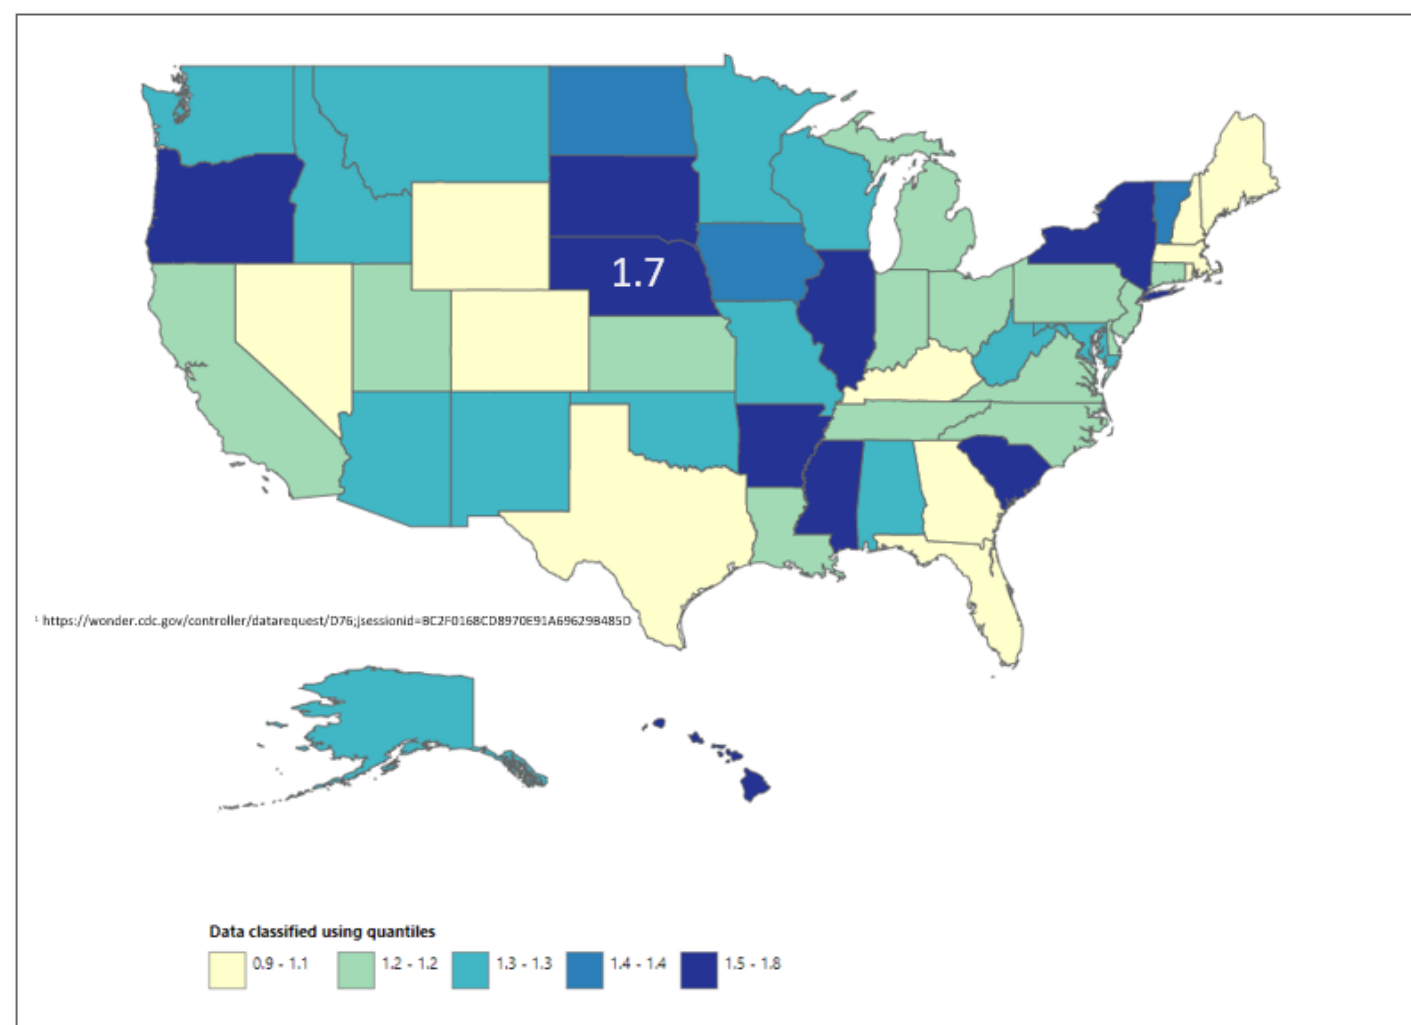 1.7
¹ https://wonder.cdc.gov/controller/datarequest/D76;jsessionid=BC2F0168CD8970E91A69629B485D
Data classified using quantiles
0.9 - 1.1 1.2 - 1.2 1.3 - 1.3 1.4 - 1.4 1.5 - 1.8